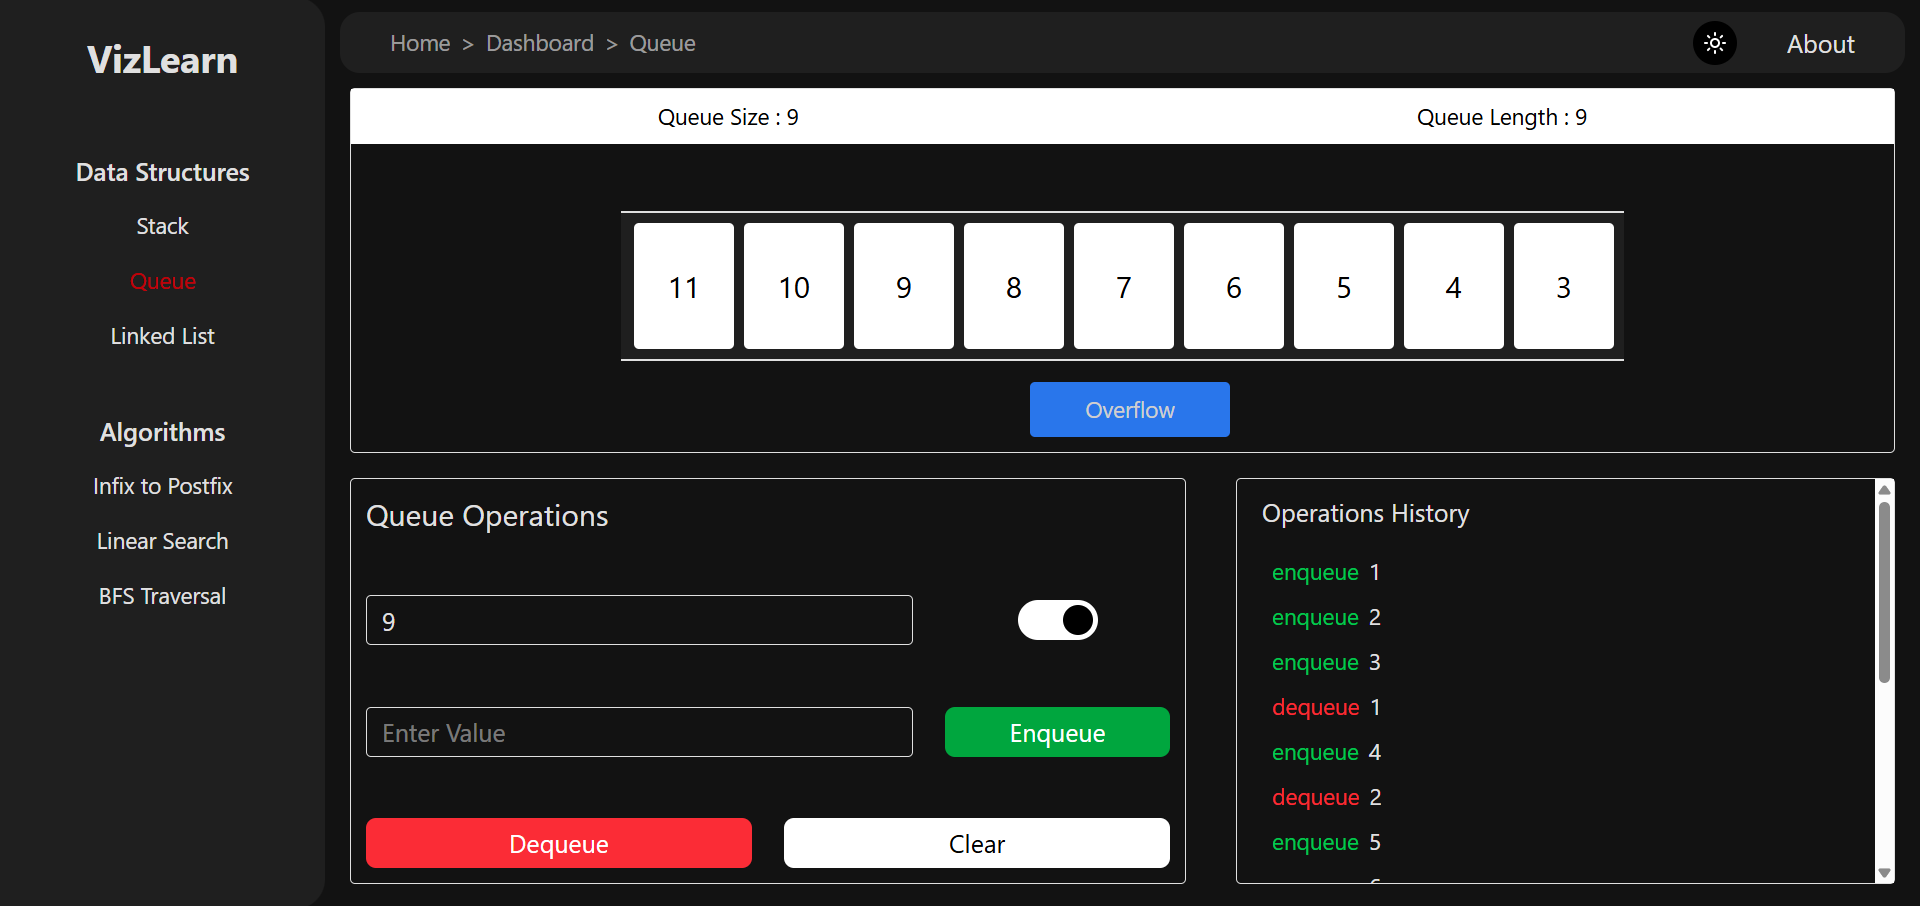 VizLearn
Data Structures
Stack
Queue
Linked List
Algorithms
Infix to Postfix
Linear Search
BFS Traversal
Home > Dashboard > Queue
About
Queue Size : 9
Queue Length : 9
11 10 9 8 7 6 5 4 3
Overflow
Queue Operations
9
Enter Value
Enqueue
Dequeue
Clear
Operations History
enqueue 1
enqueue 2
enqueue 3
dequeue 1
enqueue 4
dequeue 2
enqueue 5